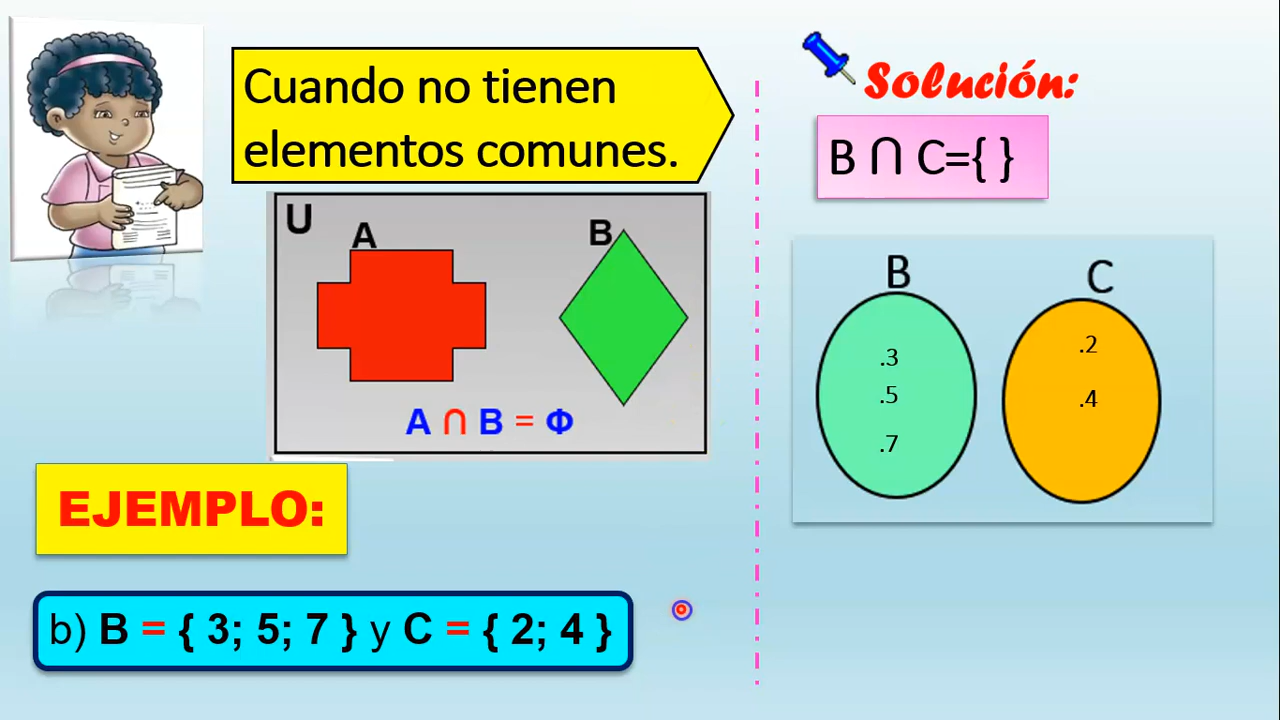 Cuando no tienen
elementos comunes.
U
A
B
A ∩ B = Φ
EJEMPLO:
b) B = { 3; 5; 7 } y C = { 2; 4 }
Solución:
B ∩ C={ }
B
C
.3
.5
.7
.2
.4